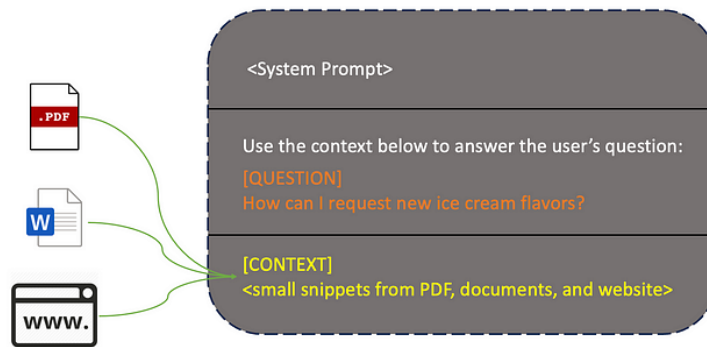 <System Prompt>
.PDF
Use the context below to answer the user's question:
[QUESTION]
How can I request new ice cream flavors?
W
[CONTEXT]
<small snippets from PDF, documents, and website>
www.